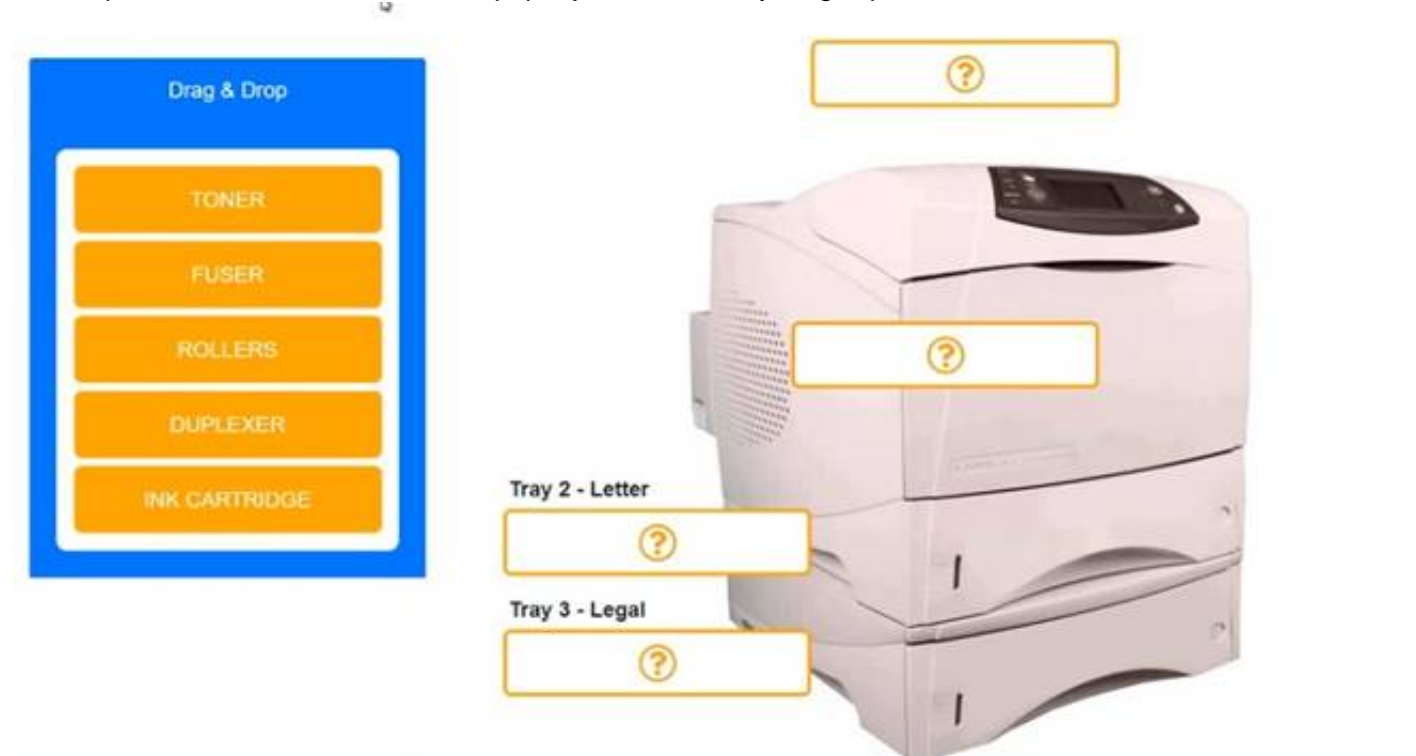 Drag & Drop
TONER
FUSER
ROLLERS
DUPLEXER
INK CARTRIDGE
?
?
Tray 2 - Letter
?
Tray 3 - Legal
?